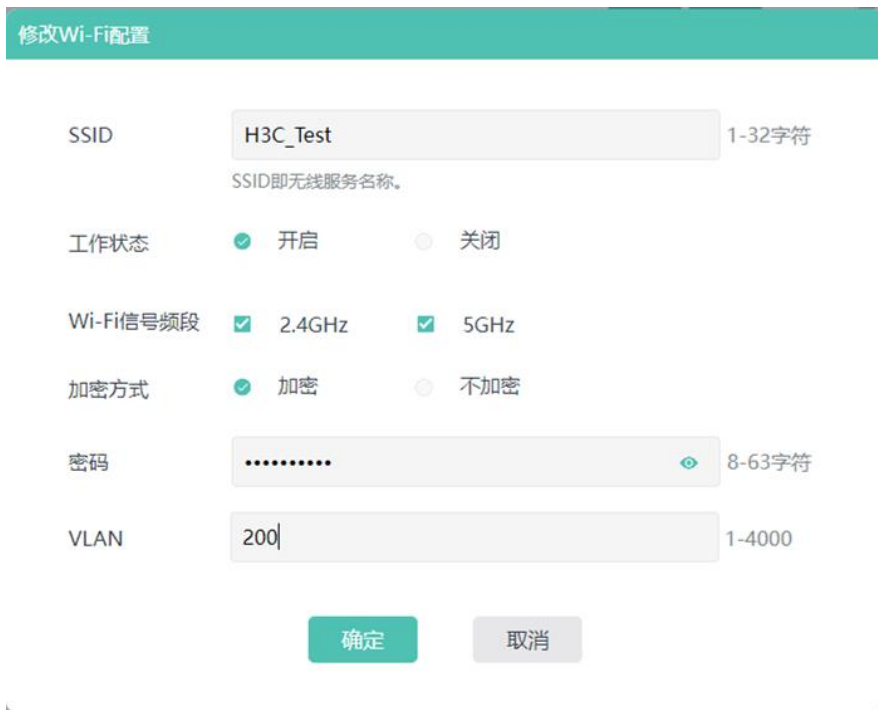 修改Wi-Fi配置
SSID H3C_Test 1-32字符
SSID即无线服务名称。
工作状态 开启 关闭
Wi-Fi信号频段 2.4GHz 5GHz
加密方式 加密 不加密
密码 •••••••••• 8-63字符
VLAN 200 1-4000
确定 取消